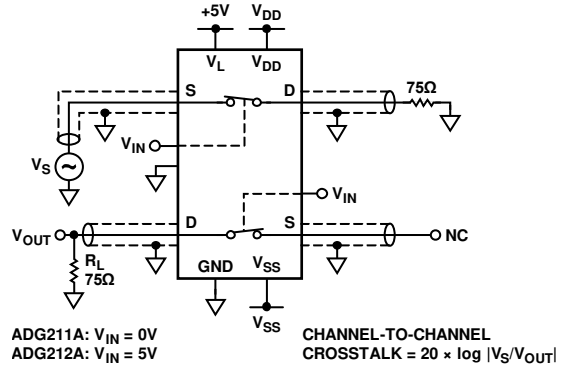 +5V
V_DD
V_L
V_DD
S
D
75Ω
V_IN
V_S
V_IN
D
S
V_OUT
NC
R_L
75Ω
GND
V_SS
V_SS
ADG211A: V_IN = 0V
ADG212A: V_IN = 5V
CHANNEL-TO-CHANNEL
CROSSTALK = 20 × log |V_S/V_OUT|